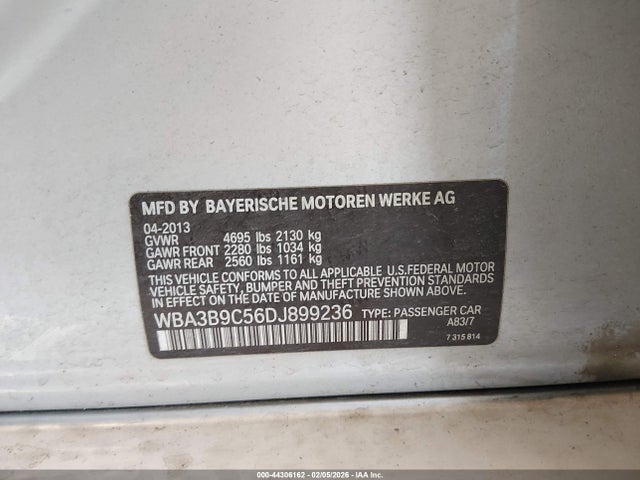 MFD BY BAYERISCHE MOTOREN WERKE AG
04-2013
GVWR 4695 lbs 2130 kg
GAWR FRONT 2280 lbs 1034 kg
GAWR REAR 2560 lbs 1161 kg
THIS VEHICLE CONFORMS TO ALL APPLICABLE U.S.FEDERAL MOTOR
VEHICLE SAFETY, BUMPER AND THEFT PREVENTION STANDARDS
IN EFFECT ON THE DATE OF MANUFACTURE SHOWN ABOVE.
WBA3B9C56DJ899236 TYPE: PASSENGER CAR
A83/7
7 315 814
000-44306162 - 02/05/2026 - IAA Inc.